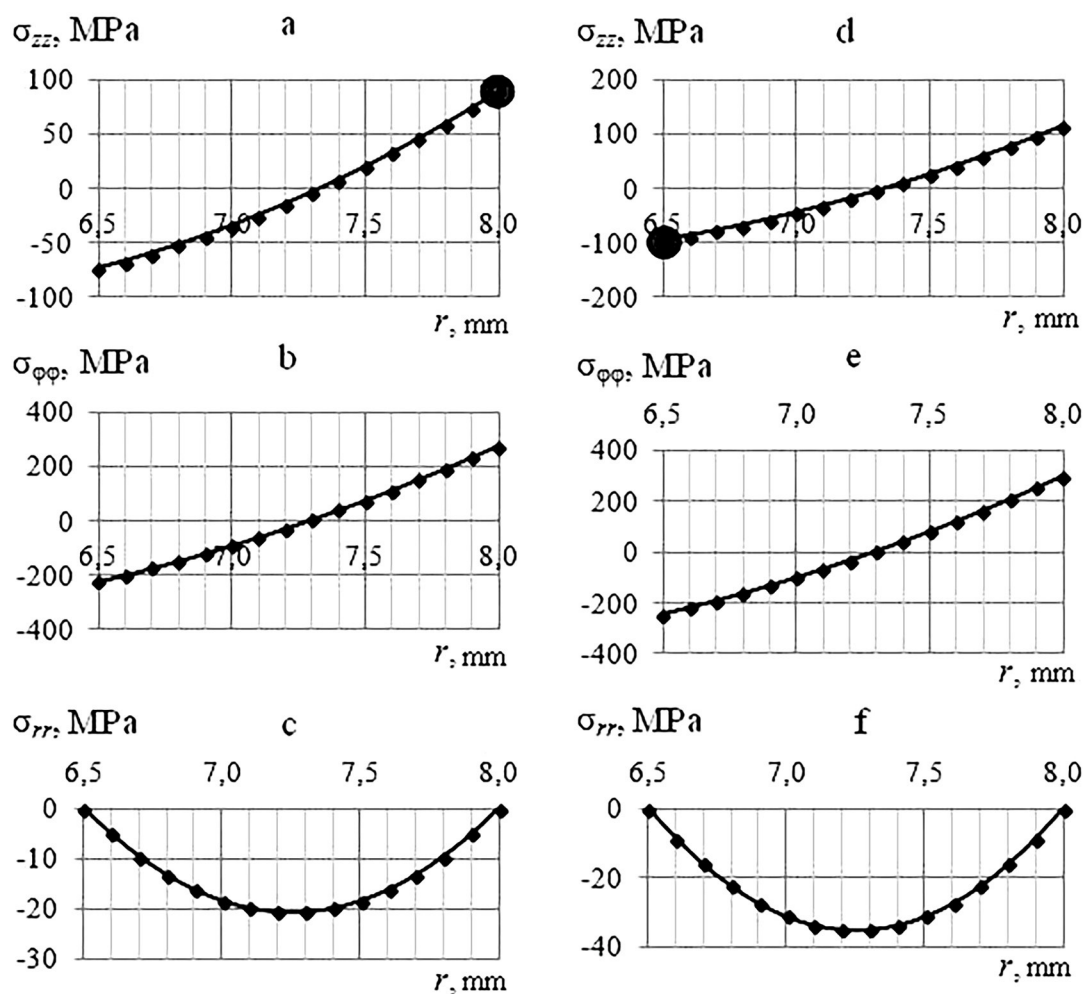 σzz, MPa a
100
50
0
-50
-100
6,5 7,0 7,5 8,0
r, mm
σzz, MPa d
200
100
0
-100
-200
6,5 7,0 7,5 8,0
r, mm
σφφ, MPa b
400
200
0
-200
-400
6,5 7,0 7,5 8,0
r, mm
σφφ, MPa e
6,5 7,0 7,5 8,0
400
200
0
-200
-400
r, mm
σrr, MPa c
6,5 7,0 7,5 8,0
0
-10
-20
-30
r, mm
σrr, MPa f
6,5 7,0 7,5 8,0
0
-20
-40
r, mm